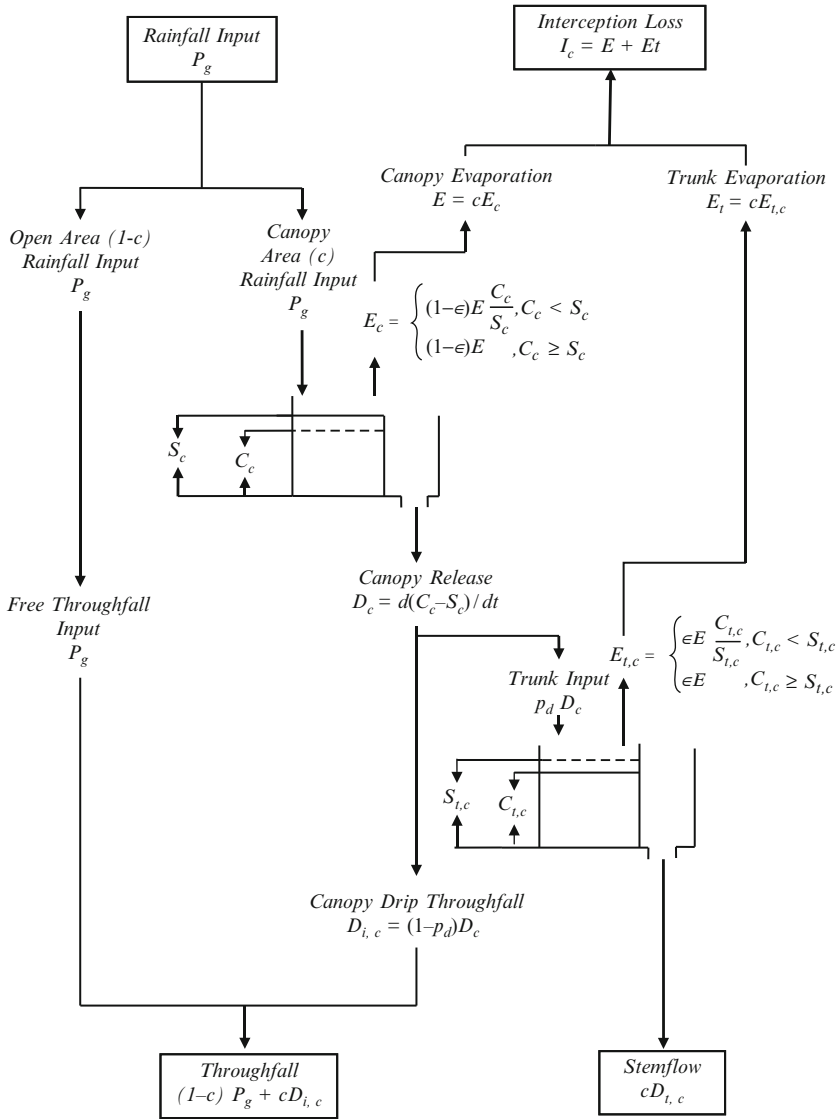 Rainfall Input
P_g
Interception Loss
I_c = E + Et
Canopy Evaporation
E = cE_c
Trunk Evaporation
E_t = cE_{t,c}
Open Area (1-c)
Rainfall Input
P_g
Canopy
Area (c)
Rainfall Input
P_g
E_c = { (1−ϵ)E C_c/S_c, C_c < S_c
(1−ϵ)E , C_c ≥ S_c
S_c
C_c
Canopy Release
D_c = d(C_c–S_c)/dt
Free Throughfall
Input
P_g
Trunk Input
p_d D_c
E_{t,c} = { ϵE C_{t,c}/S_{t,c}, C_{t,c} < S_{t,c}
ϵE , C_{t,c} ≥ S_{t,c}
S_{t,c}
C_{t,c}
Canopy Drip Throughfall
D_{i, c} = (1–p_d)D_c
Throughfall
(1–c) P_g + cD_{i, c}
Stemflow
cD_{t, c}